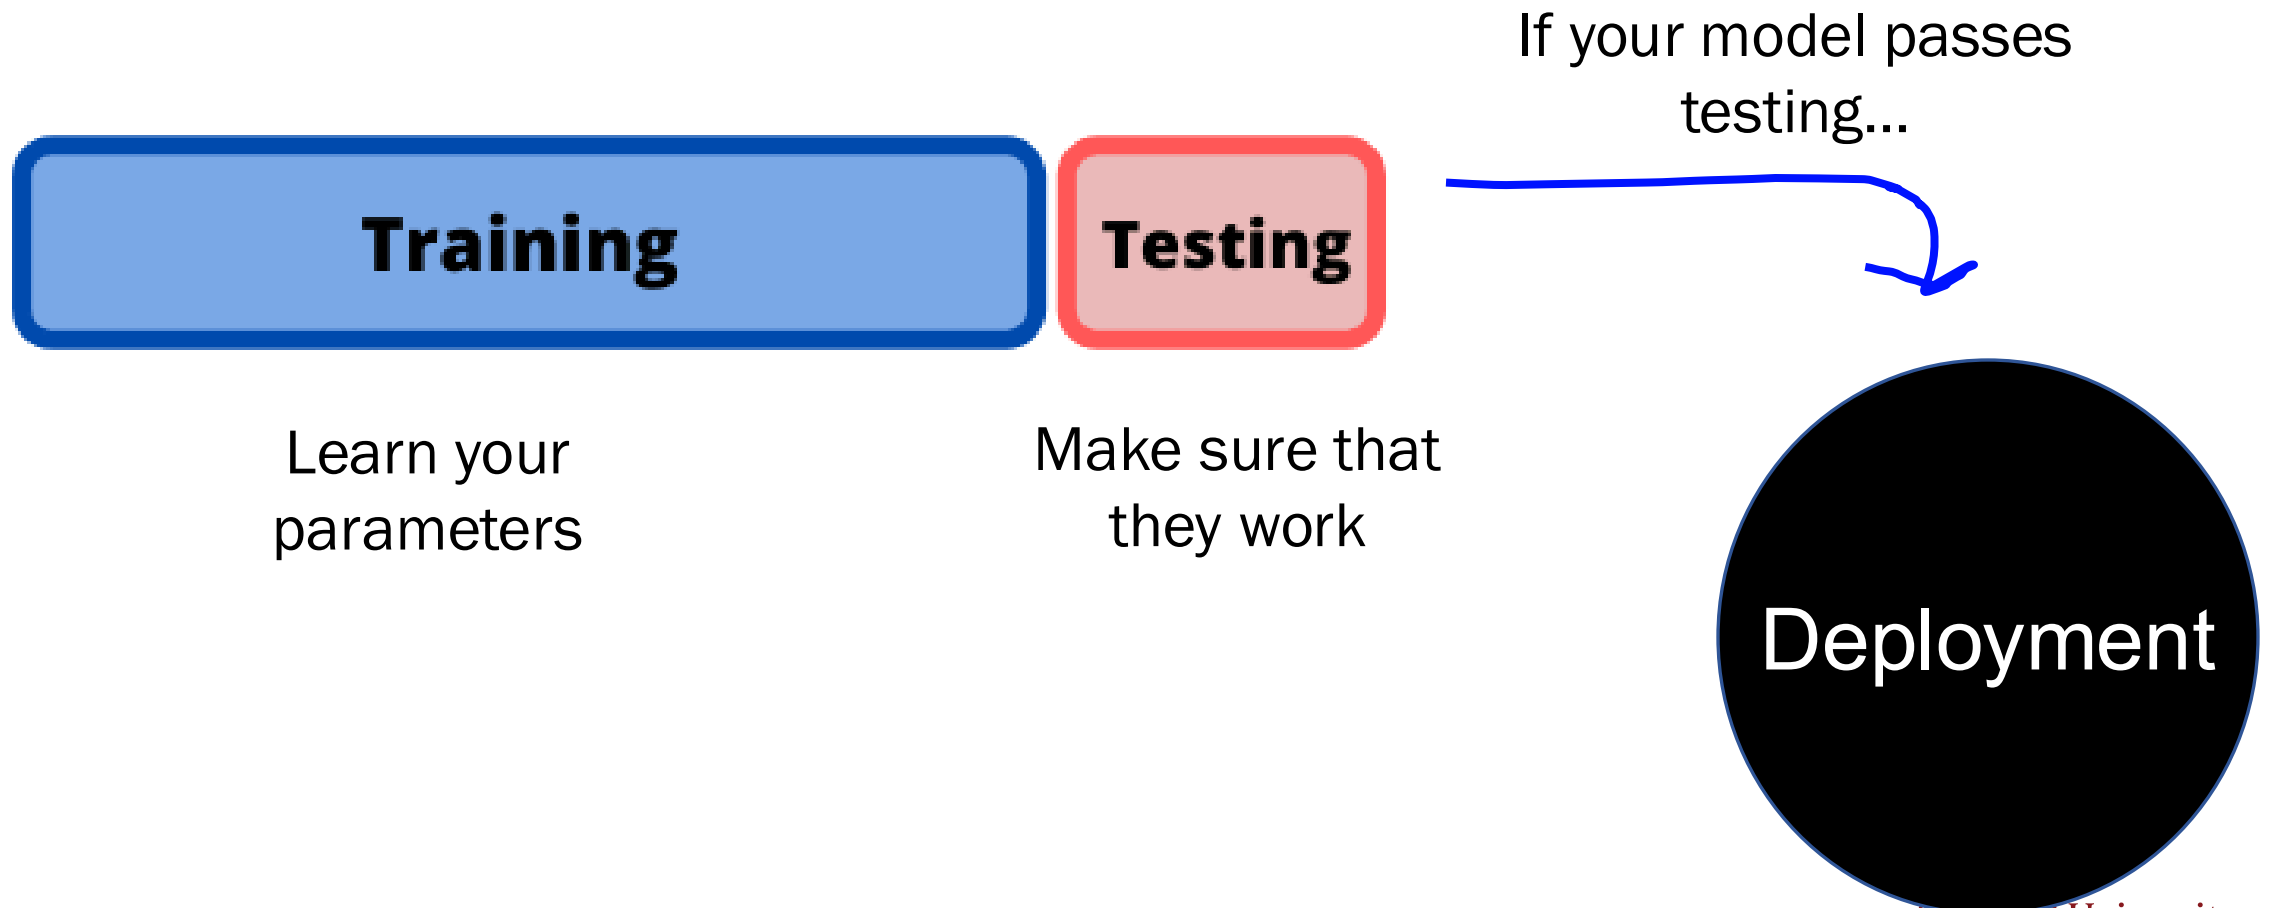 If your model passes
testing...
Training
Testing
Learn your
parameters
Make sure that
they work
Deployment